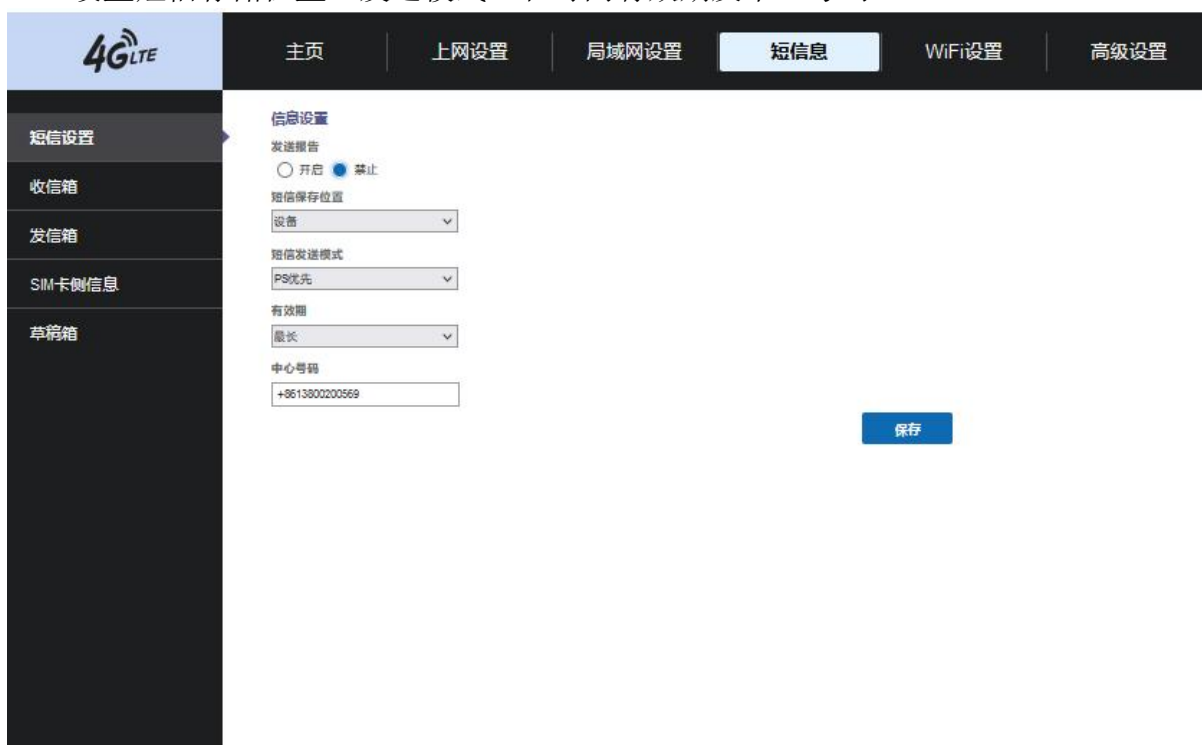 4G LTE
主页
上网设置
局域网设置
短信息
WiFi设置
高级设置
短信设置
收信箱
发信箱
SIM卡侧信息
草稿箱
信息设置
发送报告
开启 禁止
短信保存位置
设备
短信发送模式
PS优先
有效期
最长
中心号码
+8613800200569
保存